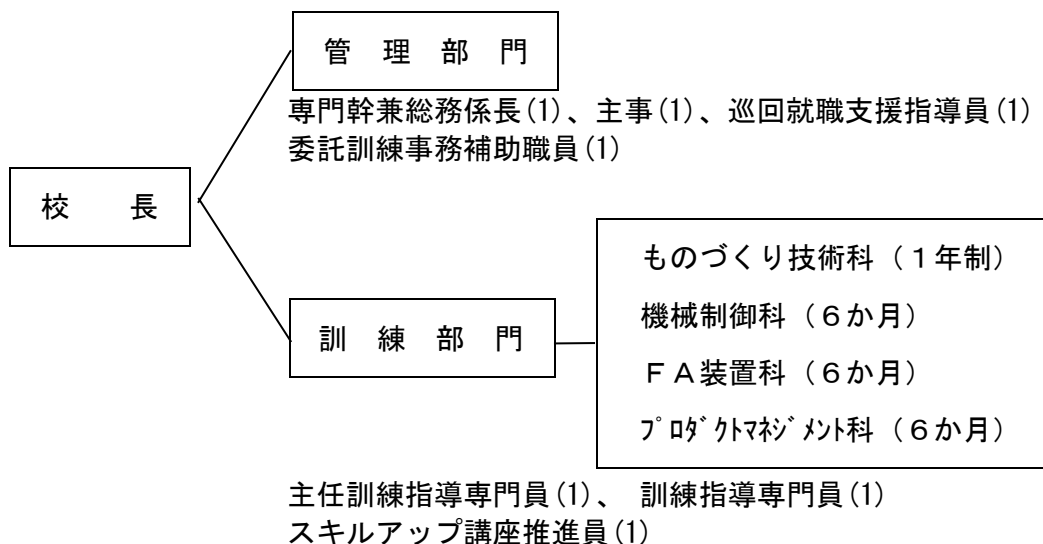 管　理　部　門
専門幹兼総務係長(1)、主事(1)、巡回就職支援指導員(1)
委託訓練事務補助職員(1)
校　　長
ものづくり技術科（１年制）
機械制御科（６か月）
訓　練　部　門
ＦＡ装置科（６か月）
ﾌﾟﾛﾀﾞｸﾄﾏﾈｼﾞﾒﾝﾄ科（６か月）
主任訓練指導専門員(1)、　訓練指導専門員(1)
スキルアップ講座推進員(1)